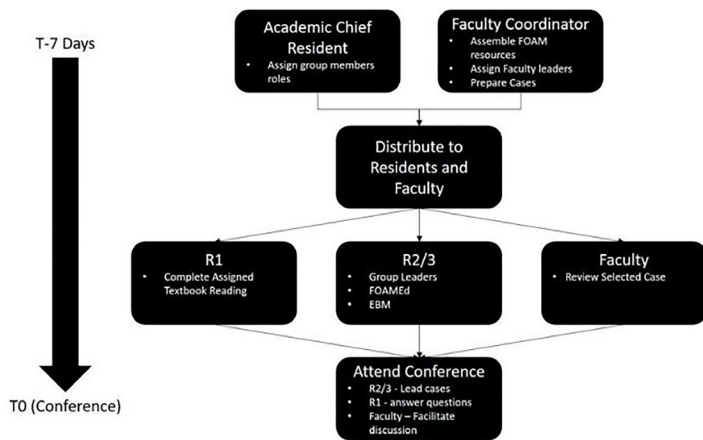 T-7 Days
Academic Chief
Resident
• Assign group members
roles
Faculty Coordinator
• Assemble FOAM
resources
• Assign Faculty leaders
• Prepare Cases
Distribute to
Residents and
Faculty
R1
• Complete Assigned
Textbook Reading
R2/3
• Group Leaders
• FOAMEd
• EBM
Faculty
• Review Selected Case
Attend Conference
• R2/3 - Lead cases
• R1 - answer questions
• Faculty – Facilitate
discussion
T0 (Conference)